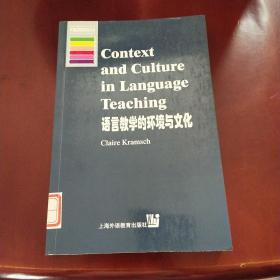 Context
and Culture
in Language
Teaching
语言教学的环境与文化
Claire Kramsch
上海外语教育出版社